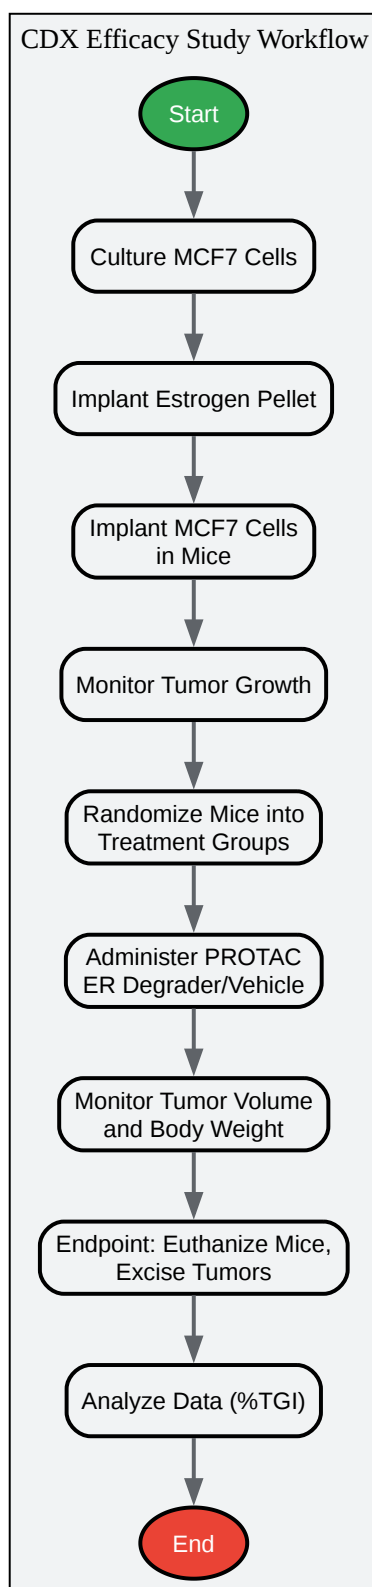 CDX Efficacy Study Workflow
Start
Culture MCF7 Cells
Implant Estrogen Pellet
Implant MCF7 Cells
in Mice
Monitor Tumor Growth
Randomize Mice into
Treatment Groups
Administer PROTAC
ER Degrader/Vehicle
Monitor Tumor Volume
and Body Weight
Endpoint: Euthanize Mice,
Excise Tumors
Analyze Data (%TGI)
End